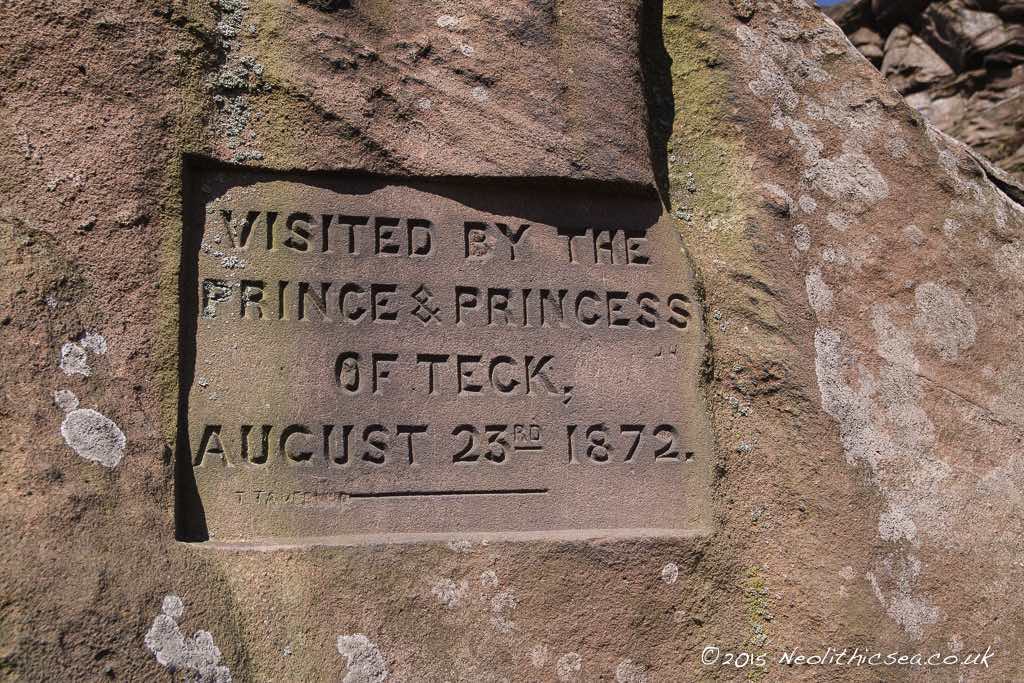 VISITED BY THE
PRINCE & PRINCESS
OF TECK,
AUGUST 23RD 1872.
©2015 Neolithicsea.co.uk